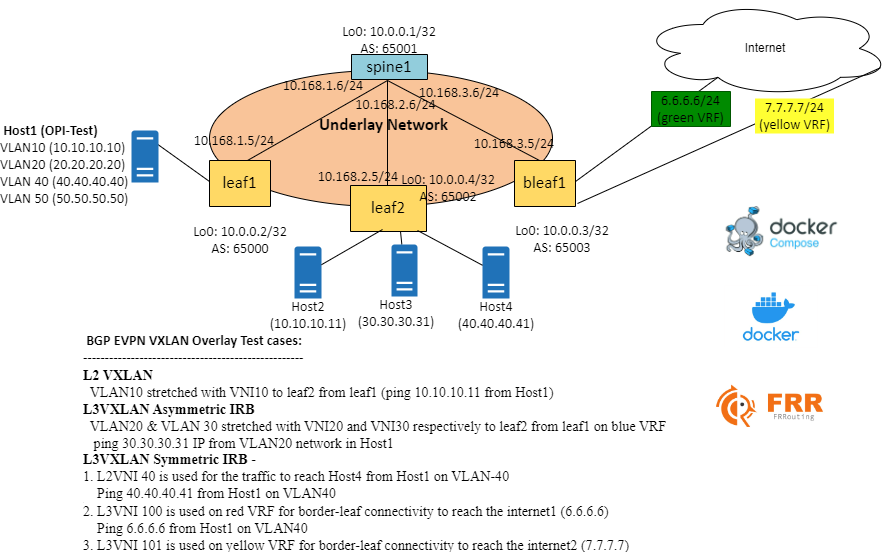 Lo0: 10.0.0.1/32
AS: 65001
spine1
Internet
10.168.1.6/24
10.168.3.6/24
10.168.2.6/24
6.6.6.6/24
(green VRF)
7.7.7.7/24
(yellow VRF)
Underlay Network
Host1 (OPI-Test)
VLAN10 (10.10.10.10)
VLAN20 (20.20.20.20)
VLAN 40 (40.40.40.40)
VLAN 50 (50.50.50.50)
10.168.1.5/24
10.168.3.5/24
leaf1
10.168.2.5/24
Lo0: 10.0.0.4/32
AS: 65002
bleaf1
leaf2
Lo0: 10.0.0.2/32
AS: 65000
Lo0: 10.0.0.3/32
AS: 65003
docker
Compose
Host2
(10.10.10.11)
Host3
(30.30.30.31)
Host4
(40.40.40.41)
docker
FRR
FRRouting
BGP EVPN VXLAN Overlay Test cases:
----------------------------------------------------
L2 VXLAN
VLAN10 stretched with VNI10 to leaf2 from leaf1 (ping 10.10.10.11 from Host1)
L3VXLAN Asymmetric IRB
VLAN20 & VLAN 30 stretched with VNI20 and VNI30 respectively to leaf2 from leaf1 on blue VRF
ping 30.30.30.31 IP from VLAN20 network in Host1
L3VXLAN Symmetric IRB -
1. L2VNI 40 is used for the traffic to reach Host4 from Host1 on VLAN-40
Ping 40.40.40.41 from Host1 on VLAN40
2. L3VNI 100 is used on red VRF for border-leaf connectivity to reach the internet1 (6.6.6.6)
Ping 6.6.6.6 from Host1 on VLAN40
3. L3VNI 101 is used on yellow VRF for border-leaf connectivity to reach the internet2 (7.7.7.7)